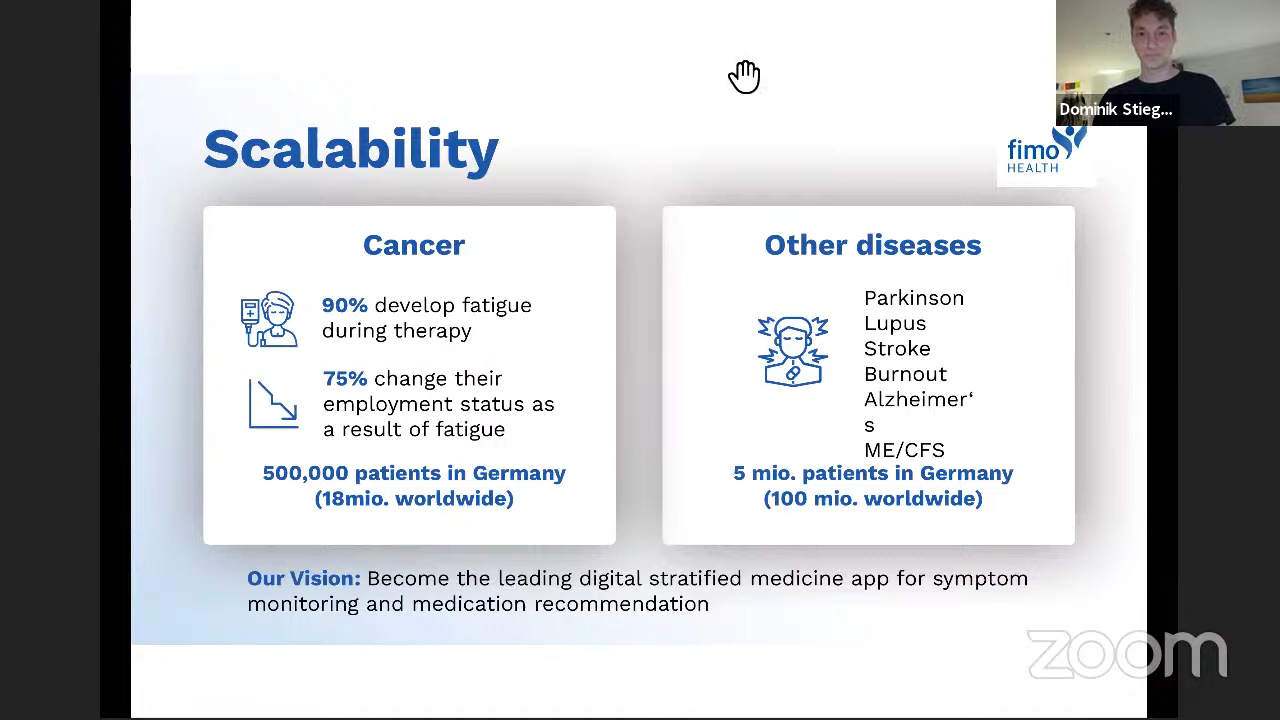 Dominik Stieg...
Scalability
fimo
HEALTH
Cancer
90% develop fatigue
during therapy
75% change their
employment status as
a result of fatigue
500,000 patients in Germany
(18mio. worldwide)
Other diseases
Parkinson
Lupus
Stroke
Burnout
Alzheimer‘
s
ME/CFS
5 mio. patients in Germany
(100 mio. worldwide)
Our Vision: Become the leading digital stratified medicine app for symptom
monitoring and medication recommendation
zoom